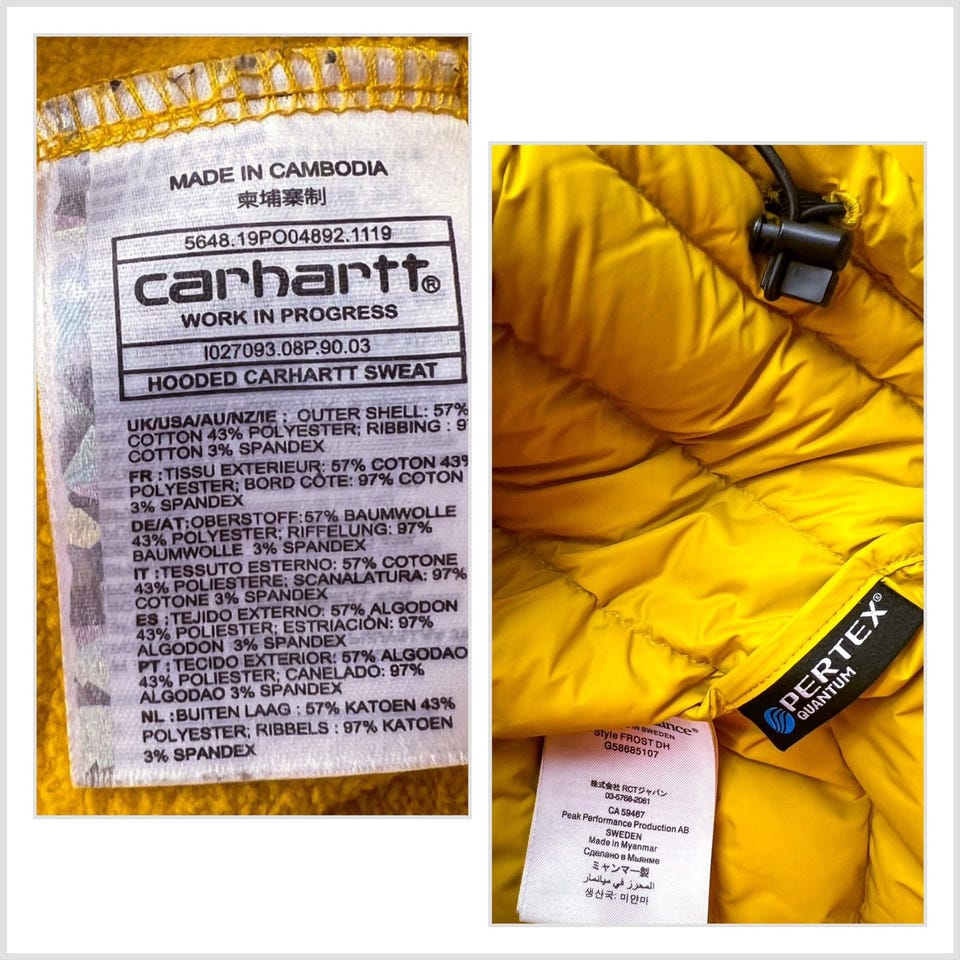 MADE IN CAMBODIA
柬埔寨制
5648.19PO04892.1119
carhartt®
WORK IN PROGRESS
I027093.08P.90.03
HOODED CARHARTT SWEAT
UK/USA/AU/NZ/IE : OUTER SHELL: 57%
COTTON 43% POLYESTER; RIBBING : 9
COTTON 3% SPANDEX
FR :TISSU EXTERIEUR: 57% COTON 43%
POLYESTER; BORD CÔTE: 97% COTON
3% SPANDEX
DE/AT:OBERSTOFF:57% BAUMWOLLE
43% POLYESTER; RIFFELUNG: 97%
BAUMWOLLE 3% SPANDEX
IT :TESSUTO ESTERNO: 57% COTONE
43% POLIESTERE; SCANALATURA: 97%
COTONE 3% SPANDEX
ES :TEJIDO EXTERNO: 57% ALGODON
43% POLIESTER; ESTRIACIÓN: 97%
ALGODON 3% SPANDEX
PT :TECIDO EXTERIOR: 57% ALGODAO
43% POLIESTER; CANELADO: 97%
ALGODAO 3% SPANDEX
NL :BUITEN LAAG : 57% KATOEN 43%
POLYESTER; RIBBELS : 97% KATOEN
3% SPANDEX
PERTEX®
QUANTUM
IN SWEDEN
Style FROST DH
G58685107
株式会社 RCTジャパン
03-5766-2061
CA 59467
Peak Performance Production AB
SWEDEN
Made in Myanmar
Сделано в Мьянме
ミャンマー製
المحرز في ميانمار
생산국: 미얀마